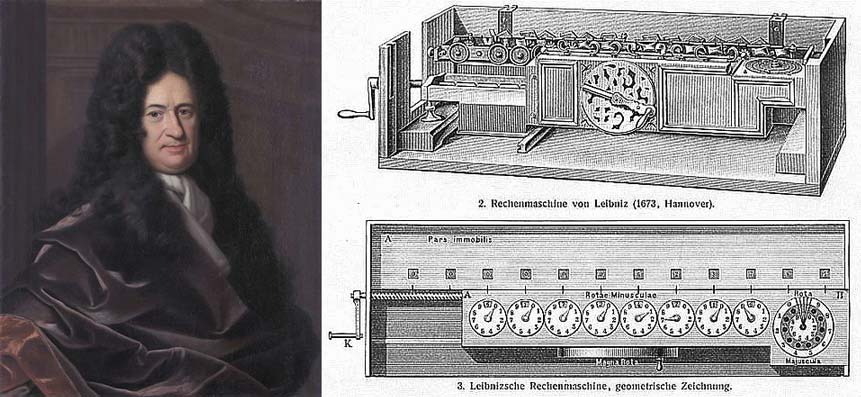 2. Rechenmaschine von Leibniz (1673, Hannover).
A Pars immobilis
A Rotae Minusculae Rota B
Majuscula
Magna Rota
K
3. Leibnizsche Rechenmaschine, geometrische Zeichnung.